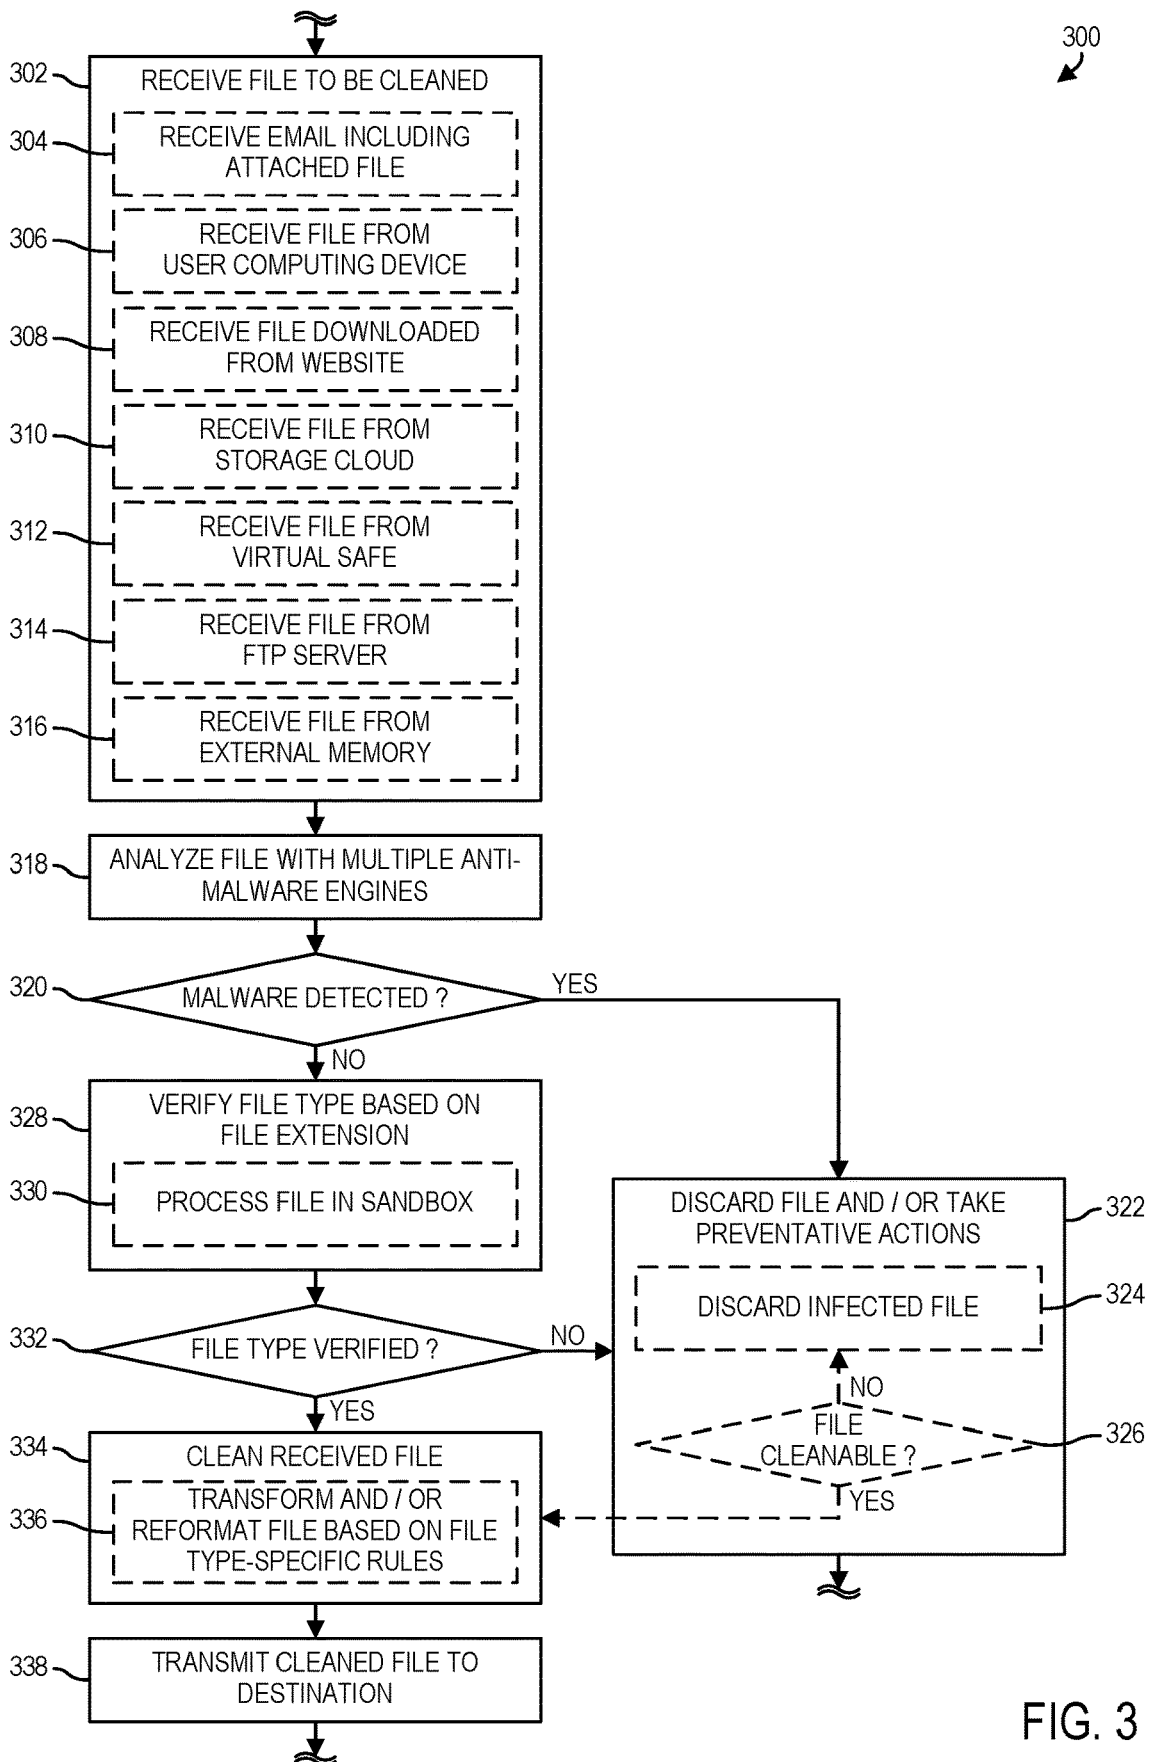 300
302
RECEIVE FILE TO BE CLEANED
304
RECEIVE EMAIL INCLUDING
ATTACHED FILE
306
RECEIVE FILE FROM
USER COMPUTING DEVICE
308
RECEIVE FILE DOWNLOADED
FROM WEBSITE
310
RECEIVE FILE FROM
STORAGE CLOUD
312
RECEIVE FILE FROM
VIRTUAL SAFE
314
RECEIVE FILE FROM
FTP SERVER
316
RECEIVE FILE FROM
EXTERNAL MEMORY
318
ANALYZE FILE WITH MULTIPLE ANTI-
MALWARE ENGINES
320
MALWARE DETECTED ?
YES
NO
328
VERIFY FILE TYPE BASED ON
FILE EXTENSION
330
PROCESS FILE IN SANDBOX
332
FILE TYPE VERIFIED ?
NO
YES
322
DISCARD FILE AND / OR TAKE
PREVENTATIVE ACTIONS
324
DISCARD INFECTED FILE
NO
326
FILE
CLEANABLE ?
YES
334
CLEAN RECEIVED FILE
336
TRANSFORM AND / OR
REFORMAT FILE BASED ON FILE
TYPE-SPECIFIC RULES
338
TRANSMIT CLEANED FILE TO
DESTINATION
FIG. 3